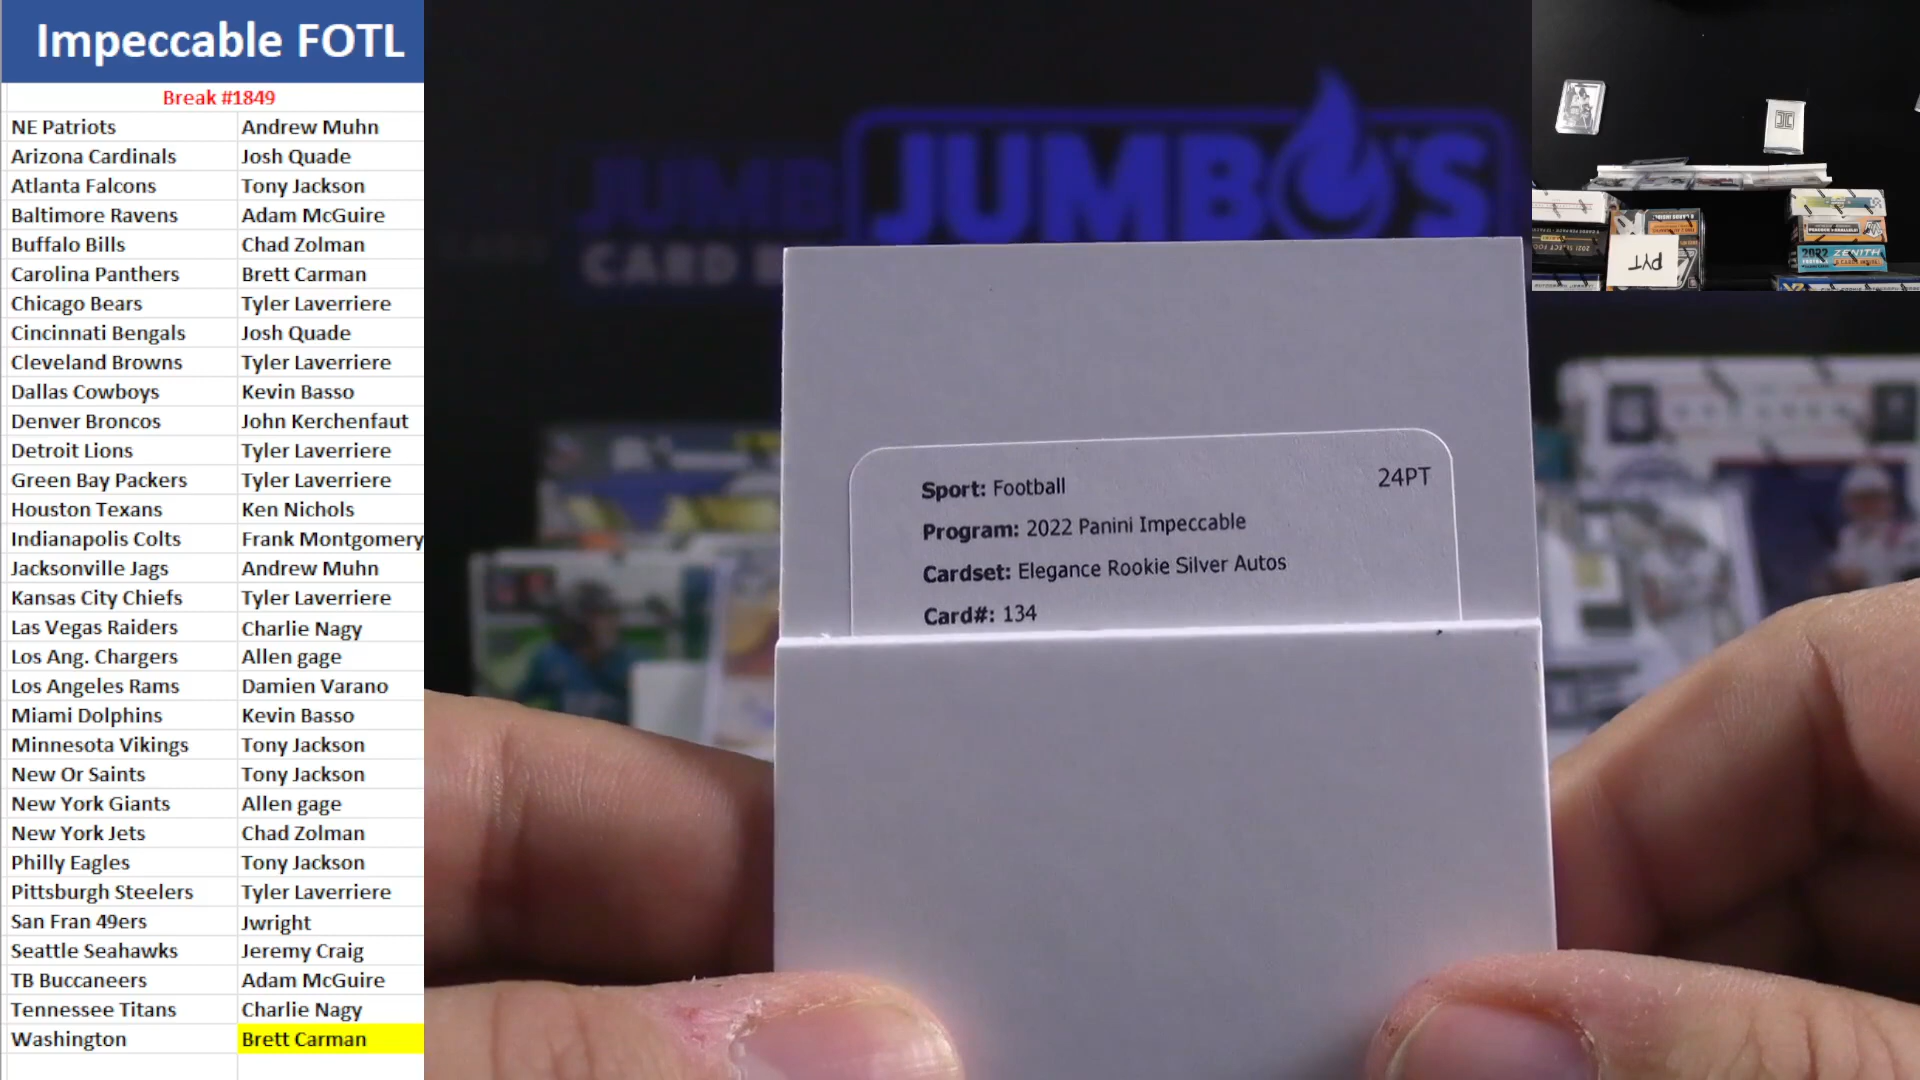 Impeccable FOTL
Break #1849
NE Patriots Andrew Muhn
Arizona Cardinals Josh Quade
Atlanta Falcons Tony Jackson
Baltimore Ravens Adam McGuire
Buffalo Bills Chad Zolman
Carolina Panthers Brett Carman
Chicago Bears Tyler Laverriere
Cincinnati Bengals Josh Quade
Cleveland Browns Tyler Laverriere
Dallas Cowboys Kevin Basso
Denver Broncos John Kerchenfaut
Detroit Lions Tyler Laverriere
Green Bay Packers Tyler Laverriere
Houston Texans Ken Nichols
Indianapolis Colts Frank Montgomery
Jacksonville Jags Andrew Muhn
Kansas City Chiefs Tyler Laverriere
Las Vegas Raiders Charlie Nagy
Los Ang. Chargers Allen gage
Los Angeles Rams Damien Varano
Miami Dolphins Kevin Basso
Minnesota Vikings Tony Jackson
New Or Saints Tony Jackson
New York Giants Allen gage
New York Jets Chad Zolman
Philly Eagles Tony Jackson
Pittsburgh Steelers Tyler Laverriere
San Fran 49ers Jwright
Seattle Seahawks Jeremy Craig
TB Buccaneers Adam McGuire
Tennessee Titans Charlie Nagy
Washington Brett Carman
JUMB JUMBO'S
CARD
Sport: Football 24PT
Program: 2022 Panini Impeccable
Cardset: Elegance Rookie Silver Autos
Card#: 134
PYT
2022 ZENITH